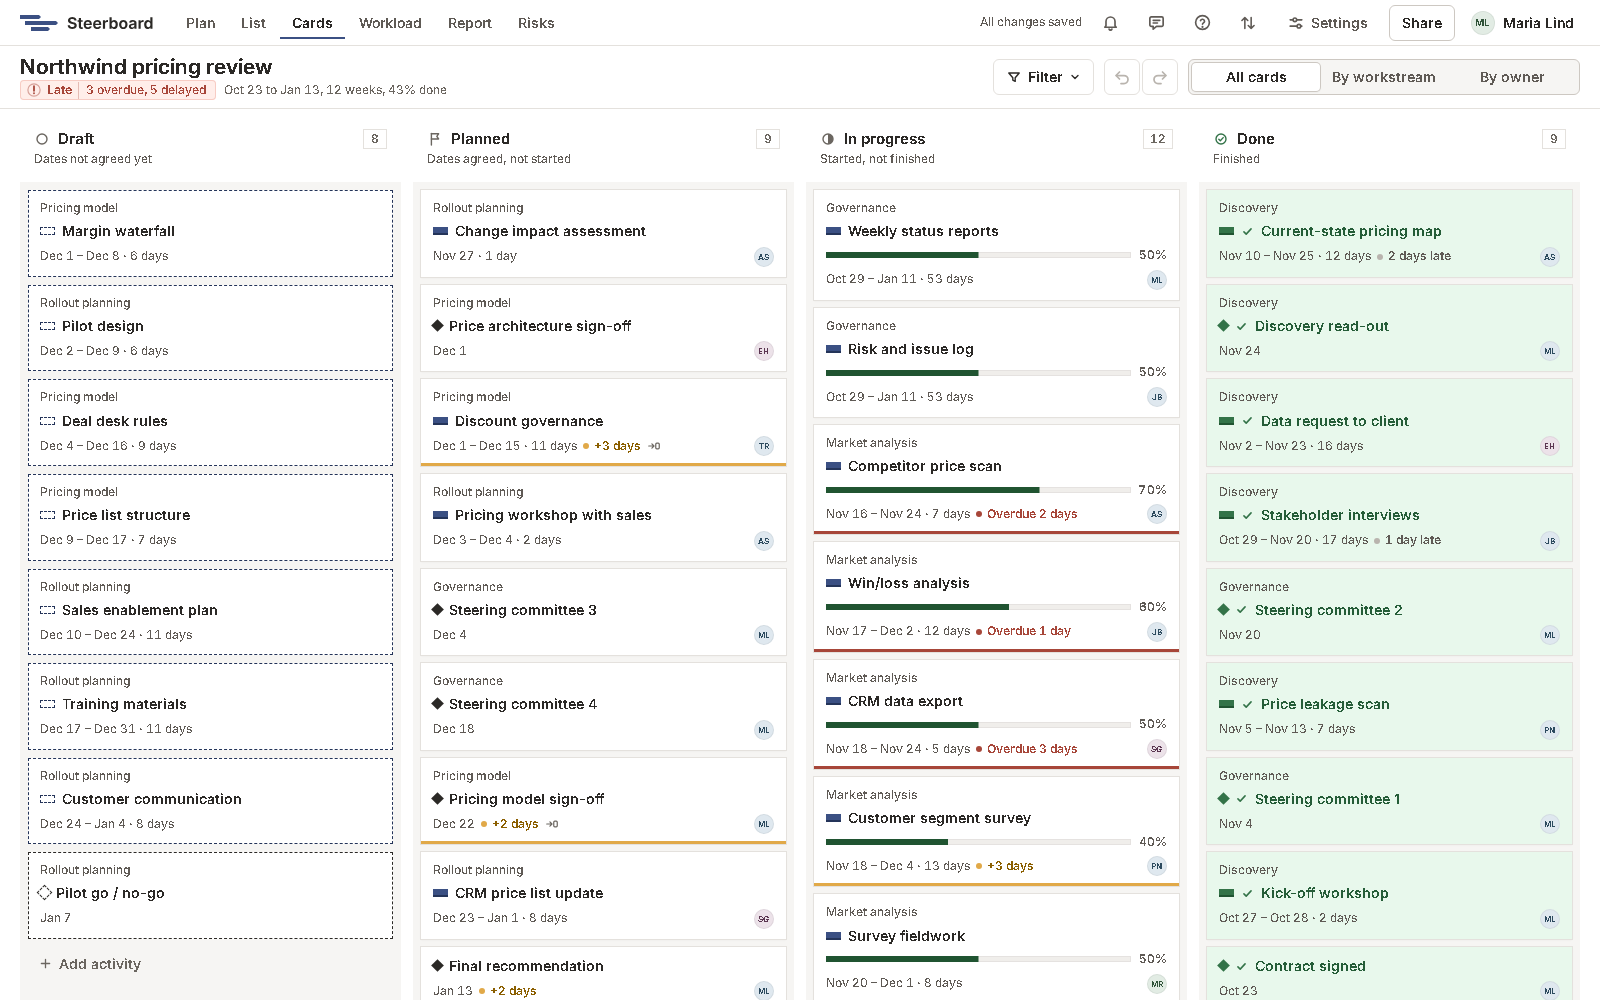 Steerboard
Plan
List
Cards
Workload
Report
Risks
All changes saved
Settings
Share
ML
Maria Lind
Northwind pricing review
Late
3 overdue, 5 delayed
Oct 23 to Jan 13, 12 weeks, 43% done
Filter
All cards
By workstream
By owner
Draft
8
Dates not agreed yet
Pricing model
Margin waterfall
Dec 1 – Dec 8 · 6 days
Rollout planning
Pilot design
Dec 2 – Dec 9 · 6 days
Pricing model
Deal desk rules
Dec 4 – Dec 16 · 9 days
Pricing model
Price list structure
Dec 9 – Dec 17 · 7 days
Rollout planning
Sales enablement plan
Dec 10 – Dec 24 · 11 days
Rollout planning
Training materials
Dec 17 – Dec 31 · 11 days
Rollout planning
Customer communication
Dec 24 – Jan 4 · 8 days
Rollout planning
Pilot go / no-go
Jan 7
+ Add activity
Planned
9
Dates agreed, not started
Rollout planning
Change impact assessment
Nov 27 · 1 day
AS
Pricing model
Price architecture sign-off
Dec 1
EH
Pricing model
Discount governance
Dec 1 – Dec 15 · 11 days +3 days →0
TR
Rollout planning
Pricing workshop with sales
Dec 3 – Dec 4 · 2 days
AS
Governance
Steering committee 3
Dec 4
ML
Governance
Steering committee 4
Dec 18
ML
Pricing model
Pricing model sign-off
Dec 22 +2 days →0
ML
Rollout planning
CRM price list update
Dec 23 – Jan 1 · 8 days
SG
Final recommendation
Jan 13 +2 days
ML
In progress
12
Started, not finished
Governance
Weekly status reports
50%
Oct 29 – Jan 11 · 53 days
ML
Governance
Risk and issue log
50%
Oct 29 – Jan 11 · 53 days
JB
Market analysis
Competitor price scan
70%
Nov 16 – Nov 24 · 7 days Overdue 2 days
AS
Market analysis
Win/loss analysis
60%
Nov 17 – Dec 2 · 12 days Overdue 1 day
JB
Market analysis
CRM data export
50%
Nov 18 – Nov 24 · 5 days Overdue 3 days
SG
Market analysis
Customer segment survey
40%
Nov 18 – Dec 4 · 13 days +3 days
PN
Market analysis
Survey fieldwork
50%
Nov 20 – Dec 1 · 8 days
MR
Done
9
Finished
Discovery
Current-state pricing map
Nov 10 – Nov 25 · 12 days 2 days late
AS
Discovery
Discovery read-out
Nov 24
ML
Discovery
Data request to client
Nov 2 – Nov 23 · 16 days
EH
Discovery
Stakeholder interviews
Oct 29 – Nov 20 · 17 days 1 day late
JB
Governance
Steering committee 2
Nov 20
ML
Discovery
Price leakage scan
Nov 5 – Nov 13 · 7 days
PN
Governance
Steering committee 1
Nov 4
ML
Discovery
Kick-off workshop
Oct 27 – Oct 28 · 2 days
ML
Contract signed
Oct 23
ML